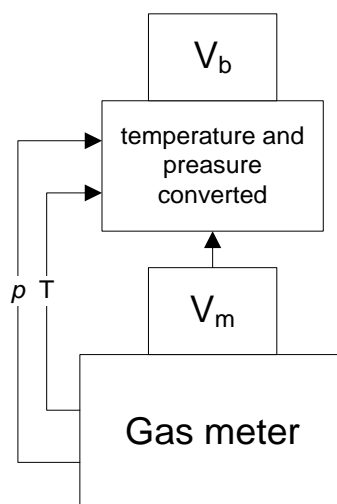 V_b
temperature and
preasure
converted
p T
V_m
Gas meter